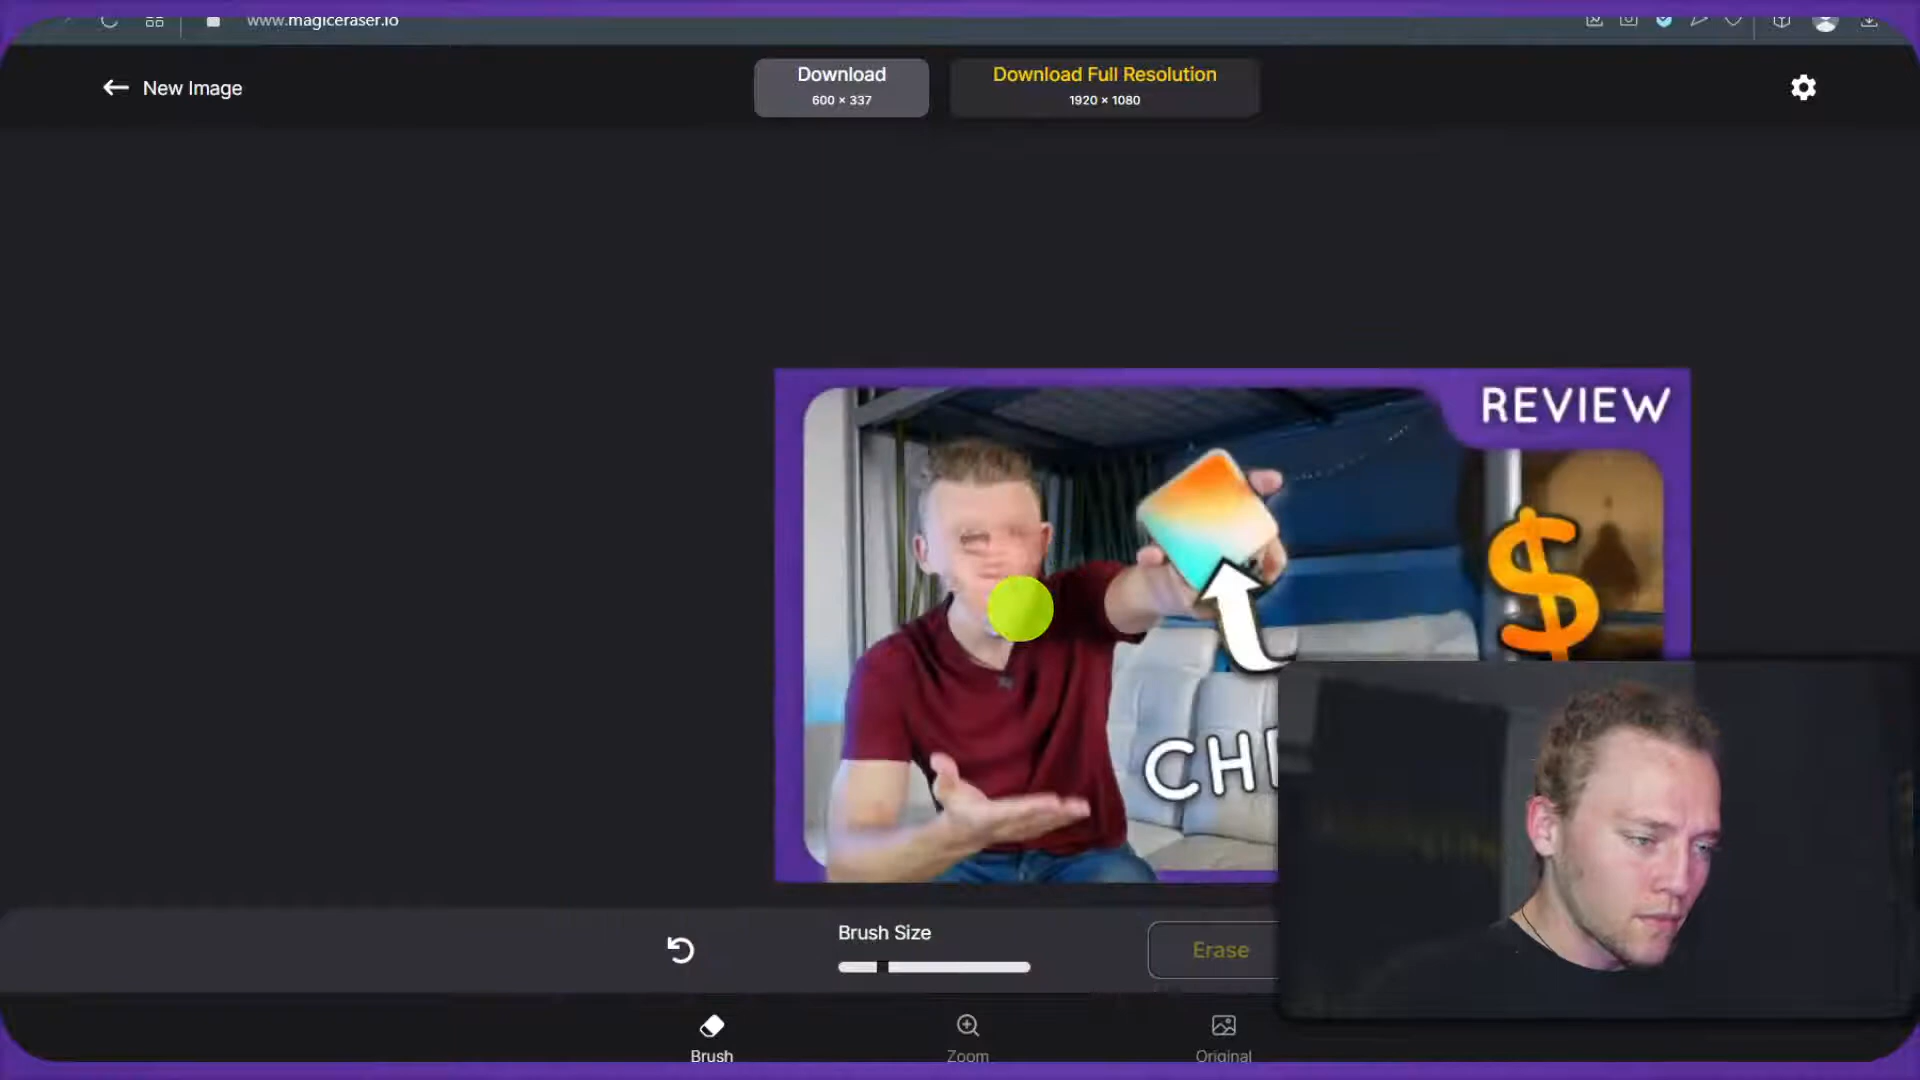 www.magiceraser.io
New Image
Download
600 × 337
Download Full Resolution
1920 × 1080
REVIEW
$
CHE
Brush Size
Erase
Brush
Zoom
Original